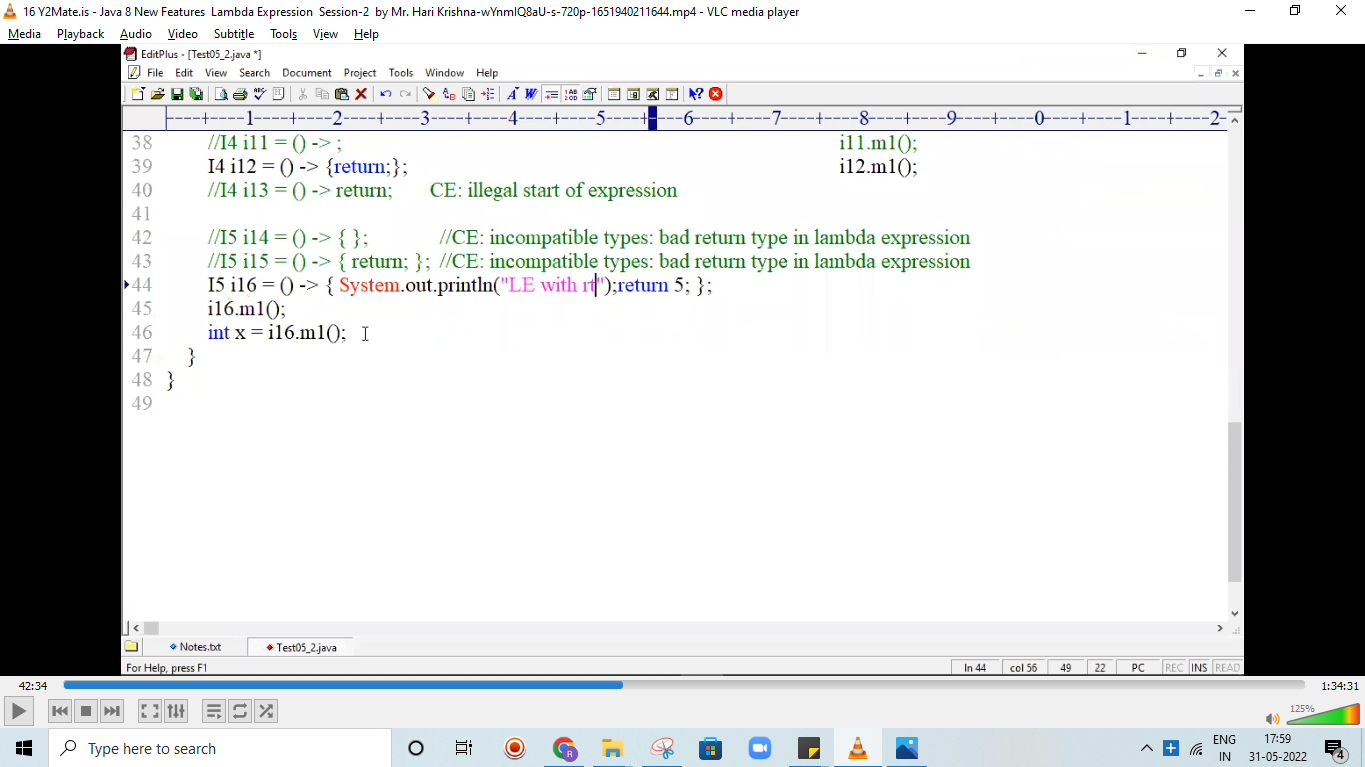 16 Y2Mate.is - Java 8 New Features  Lambda Expression  Session-2  by Mr. Hari Krishna-wYnmIQ8aU-s-720p-1651940211644.mp4 - VLC media player
Media Playback Audio Video Subtitle Tools View Help
EditPlus - [Test05_2.java *]
File Edit View Search Document Project Tools Window Help
----+----1----+----2----+----3----+----4----+----5----+----6----+----7----+----8----+----9----+----0----+----1----+----2-
38 //I4 i11 = () -> ; i11.m1();
39 I4 i12 = () -> {return;}; i12.m1();
40 //I4 i13 = () -> return; CE: illegal start of expression
41
42 //I5 i14 = () -> { }; //CE: incompatible types: bad return type in lambda expression
43 //I5 i15 = () -> { return; }; //CE: incompatible types: bad return type in lambda expression
44 I5 i16 = () -> { System.out.println("LE with rt");return 5; };
45 i16.m1();
46 int x = i16.m1();
47 }
48 }
49
Notes.txt Test05_2.java
For Help, press F1 ln 44 col 56 49 22 PC REC INS READ
42:34 1:34:31
125%
Type here to search ENG IN 17:59 31-05-2022 4